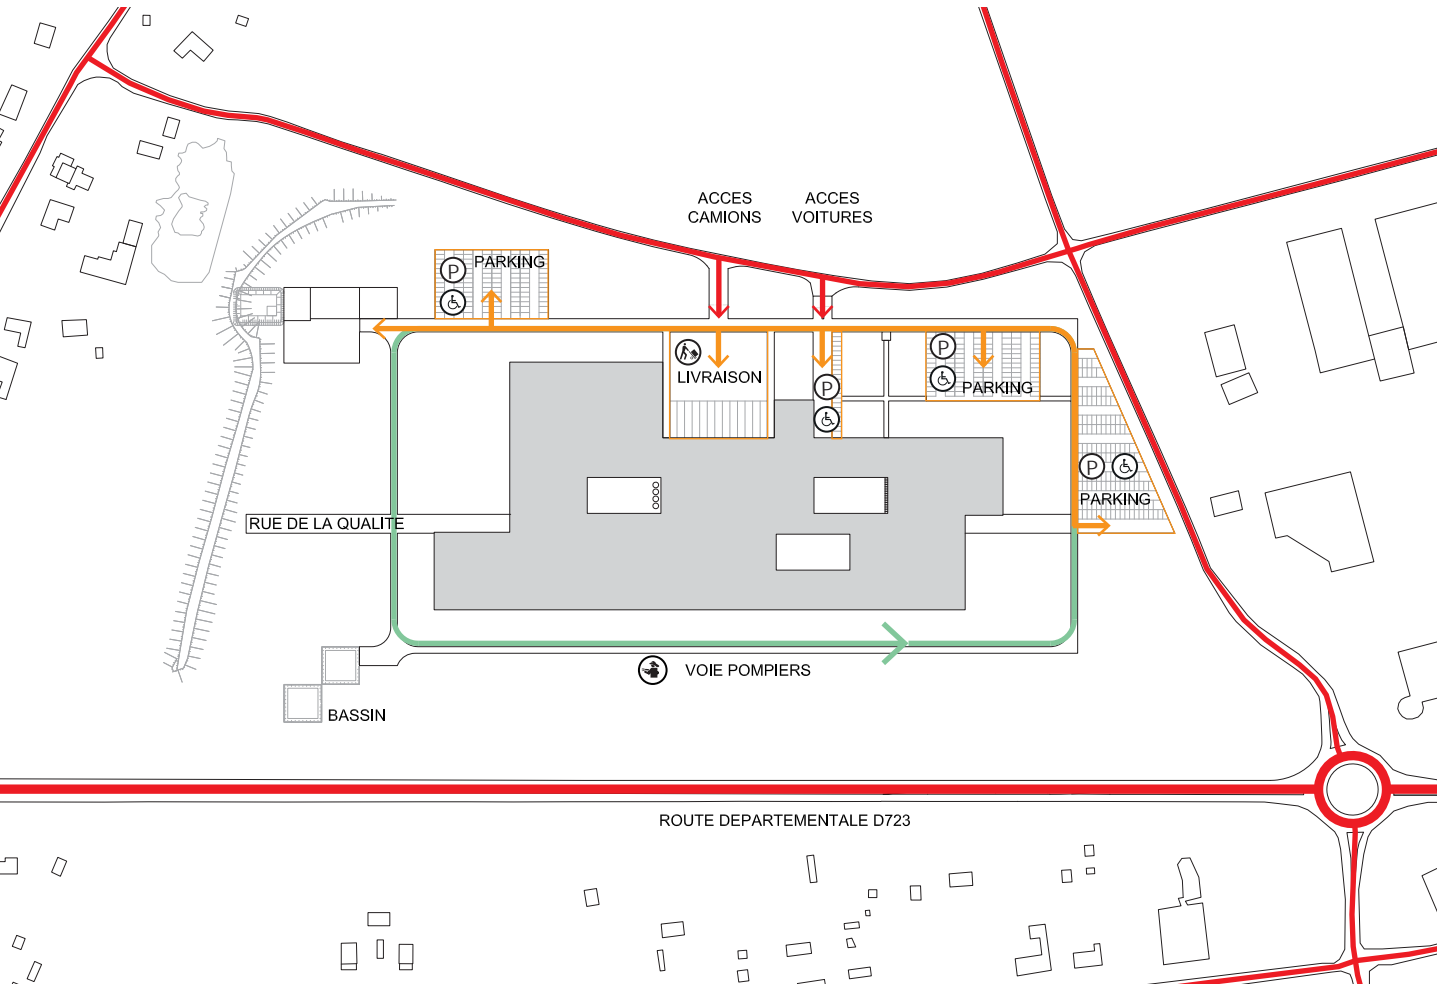 ACCES
CAMIONS
ACCES
VOITURES
P
PARKING
LIVRAISON
P
P
PARKING
P
PARKING
RUE DE LA QUALITE
VOIE POMPIERS
BASSIN
ROUTE DEPARTEMENTALE D723